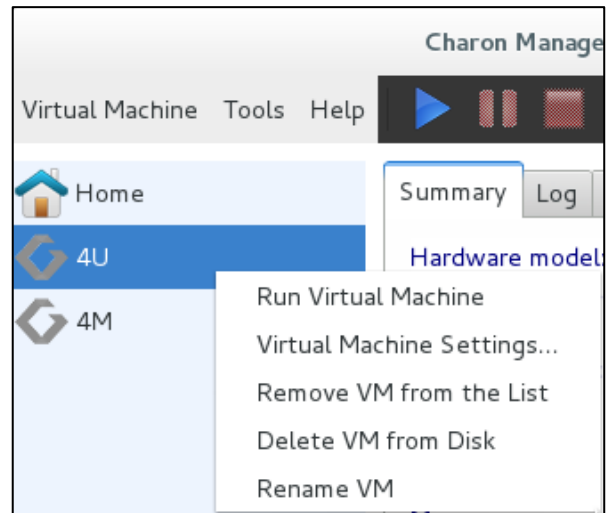 Charon Manage
Virtual Machine Tools Help
Home
Summary Log
4U
Hardware model:
4M
Run Virtual Machine
Virtual Machine Settings...
Remove VM from the List
Delete VM from Disk
Rename VM